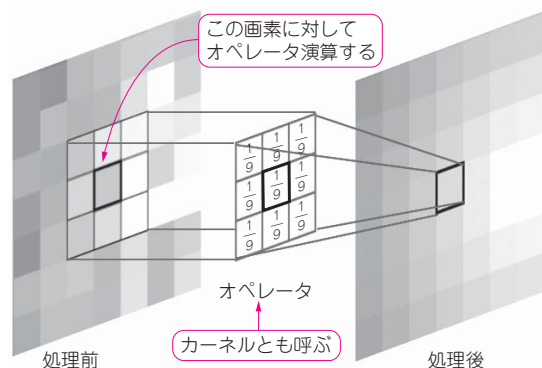 この画素に対して
オペレータ演算する
1/9 1/9 1/9
1/9 1/9 1/9
1/9 1/9 1/9
オペレータ
カーネルとも呼ぶ
処理前
処理後